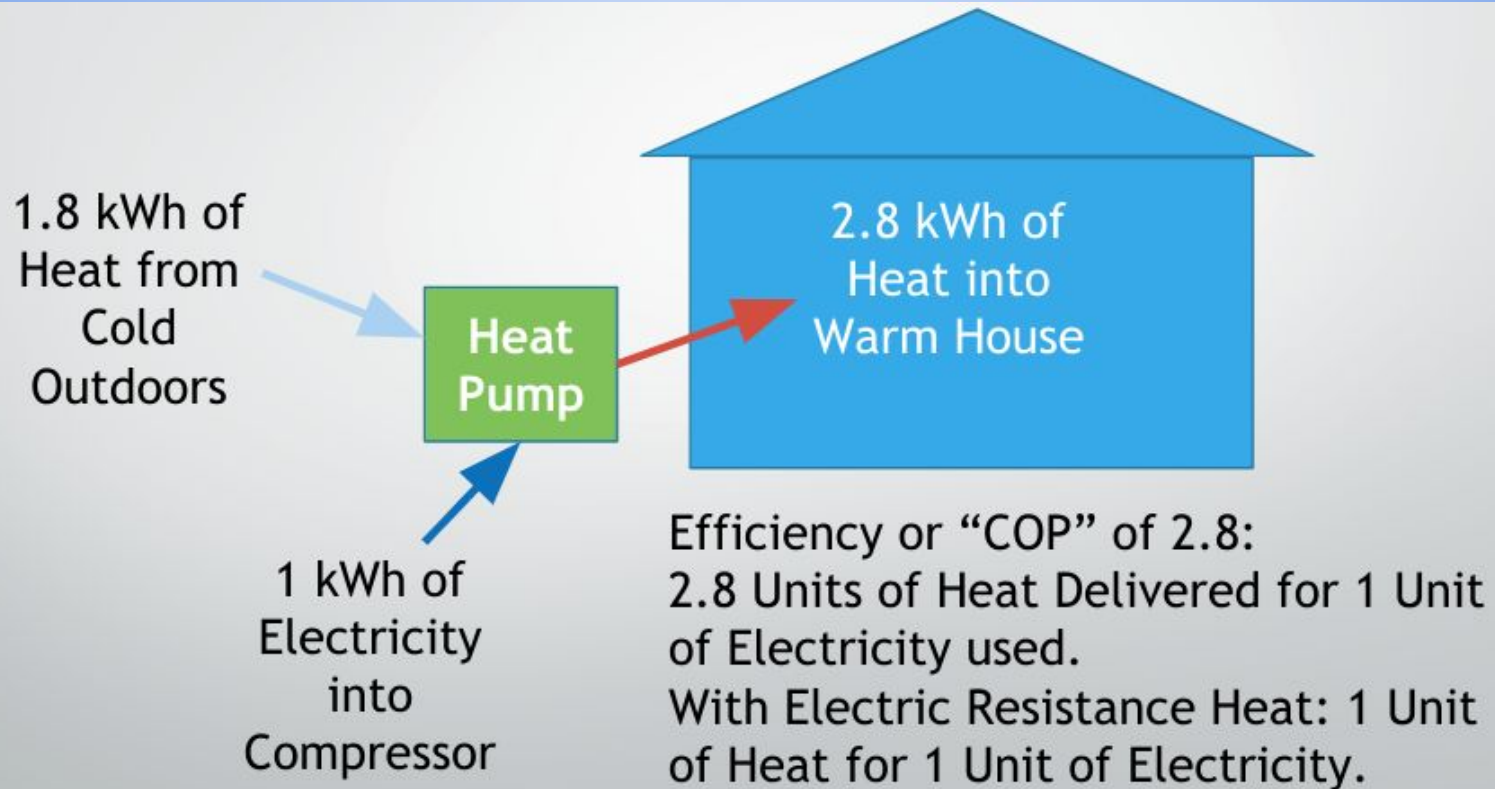 1.8 kWh of
Heat from
Cold
Outdoors
Heat
Pump
2.8 kWh of
Heat into
Warm House
1 kWh of
Electricity
into
Compressor
Efficiency or “COP” of 2.8:
2.8 Units of Heat Delivered for 1 Unit
of Electricity used.
With Electric Resistance Heat: 1 Unit
of Heat for 1 Unit of Electricity.